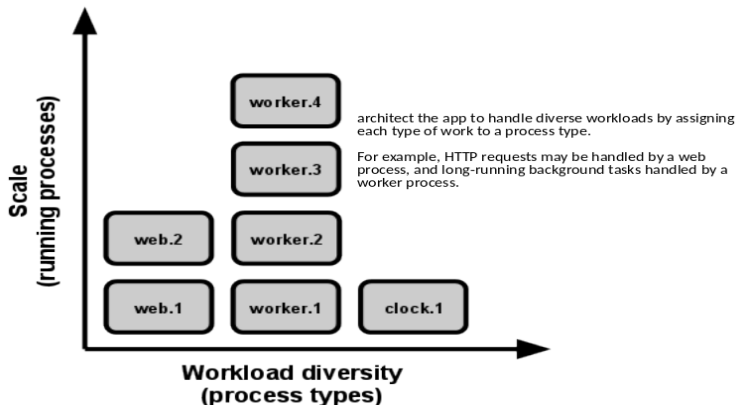 worker.4
architect the app to handle diverse workloads by assigning
each type of work to a process type.
For example, HTTP requests may be handled by a web
process, and long-running background tasks handled by a
worker process.
worker.3
Scale
(running processes)
web.2
worker.2
web.1
worker.1
clock.1
Workload diversity
(process types)